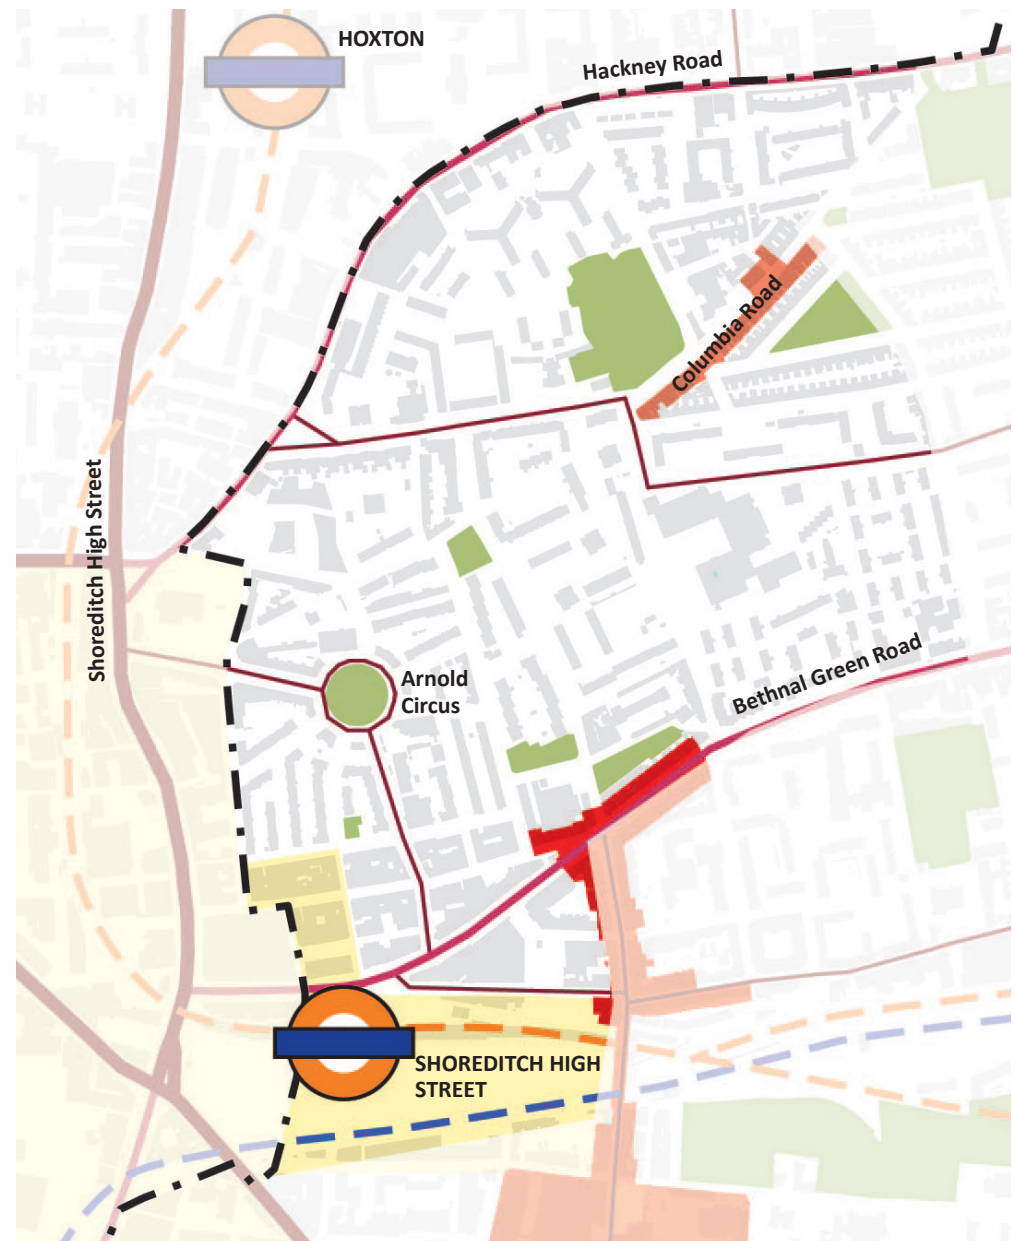 HOXTON
Hackney Road
Columbia Road
Shoreditch High Street
Arnold
Circus
Bethnal Green Road
SHOREDITCH HIGH
STREET